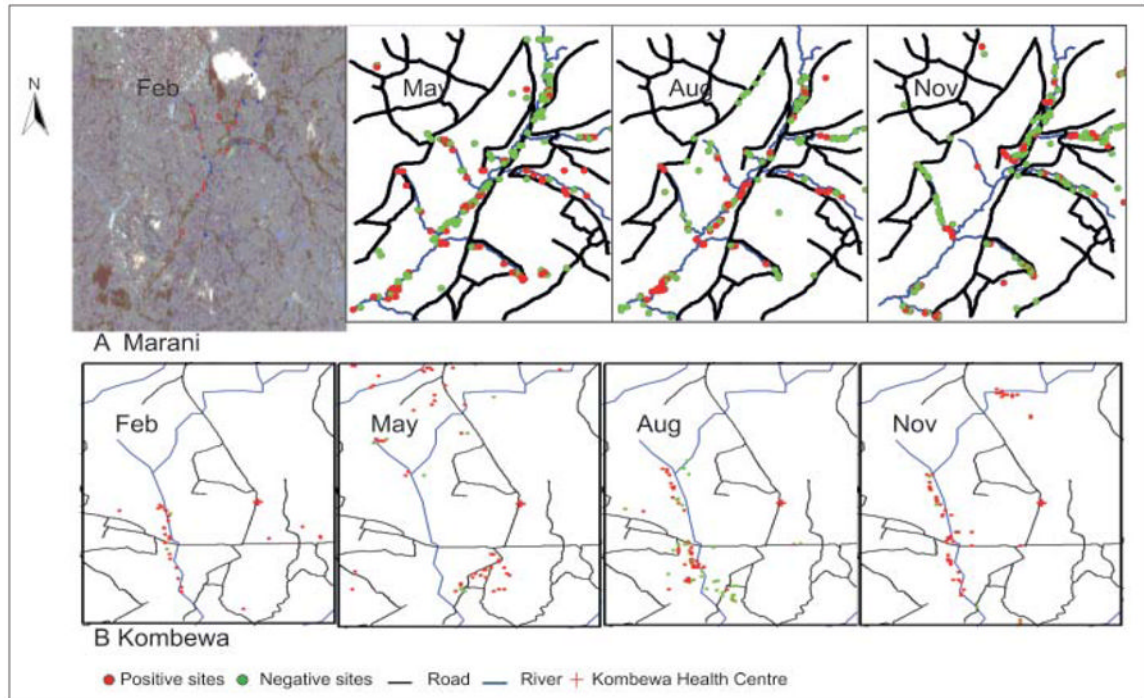 N
Feb
May
Aug
Nov
A Marani
Feb
May
Aug
Nov
B Kombewa
Positive sites Negative sites Road River Kombewa Health Centre